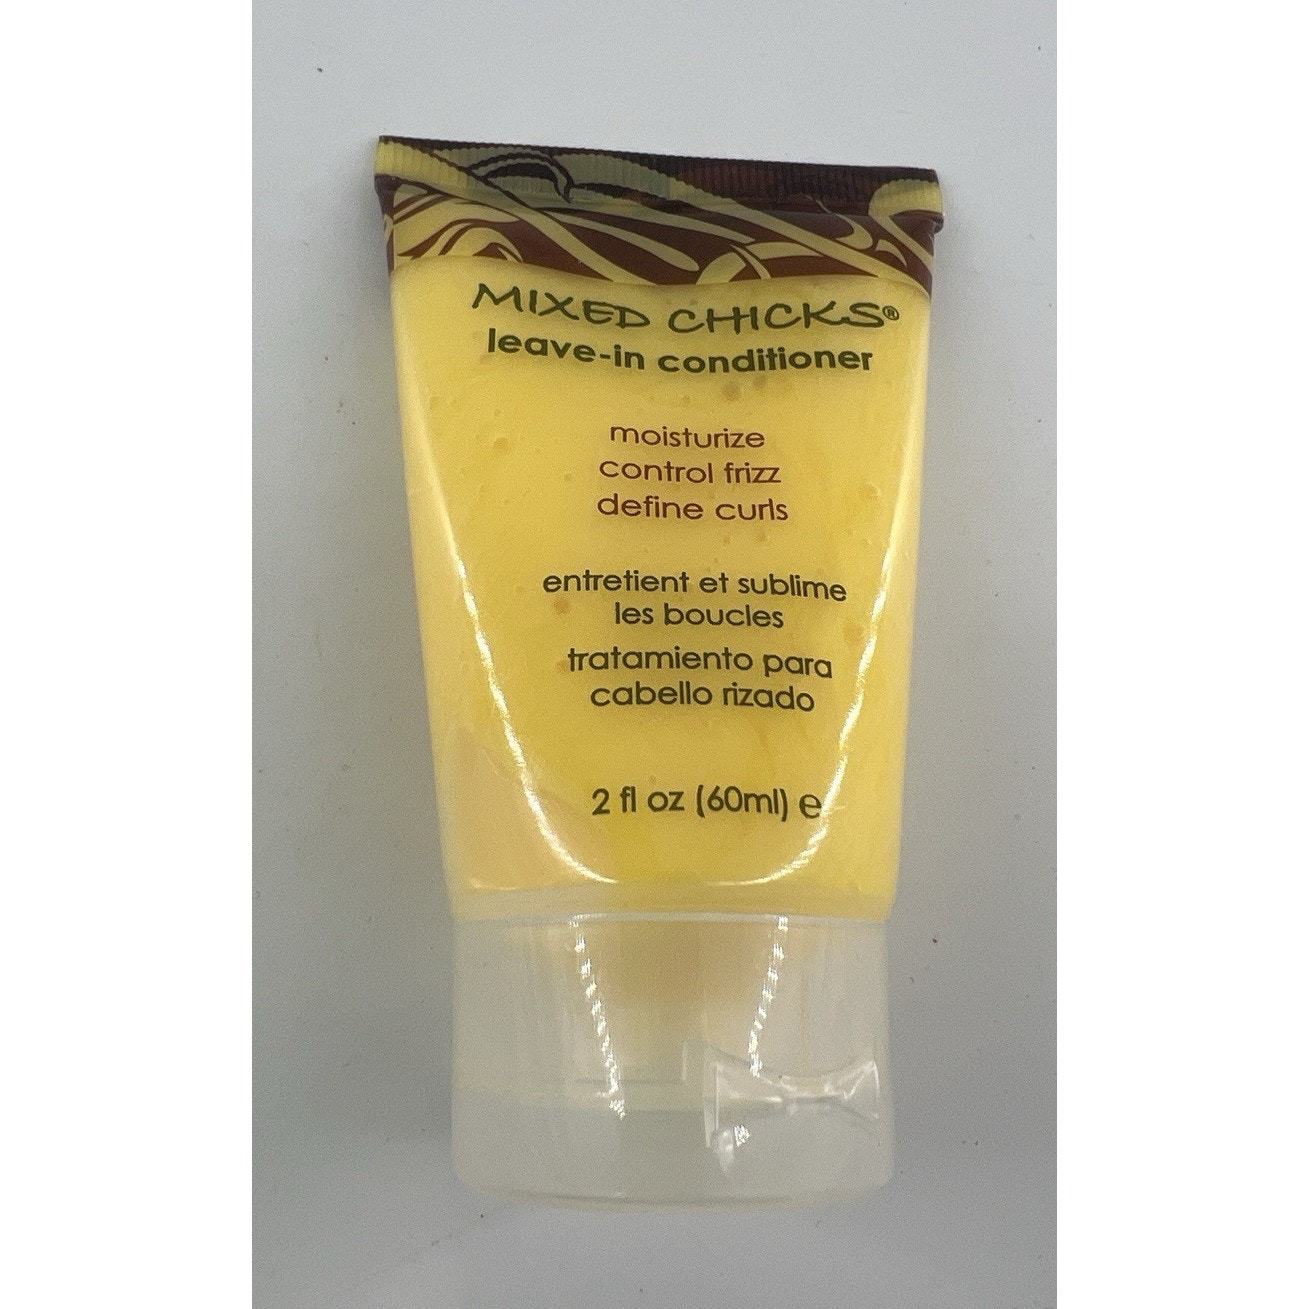 MIXED CHICKS®
leave-in conditioner
moisturize
control frizz
define curls
entretient et sublime
les boucles
tratamiento para
cabello rizado
2 fl oz (60ml) ℮